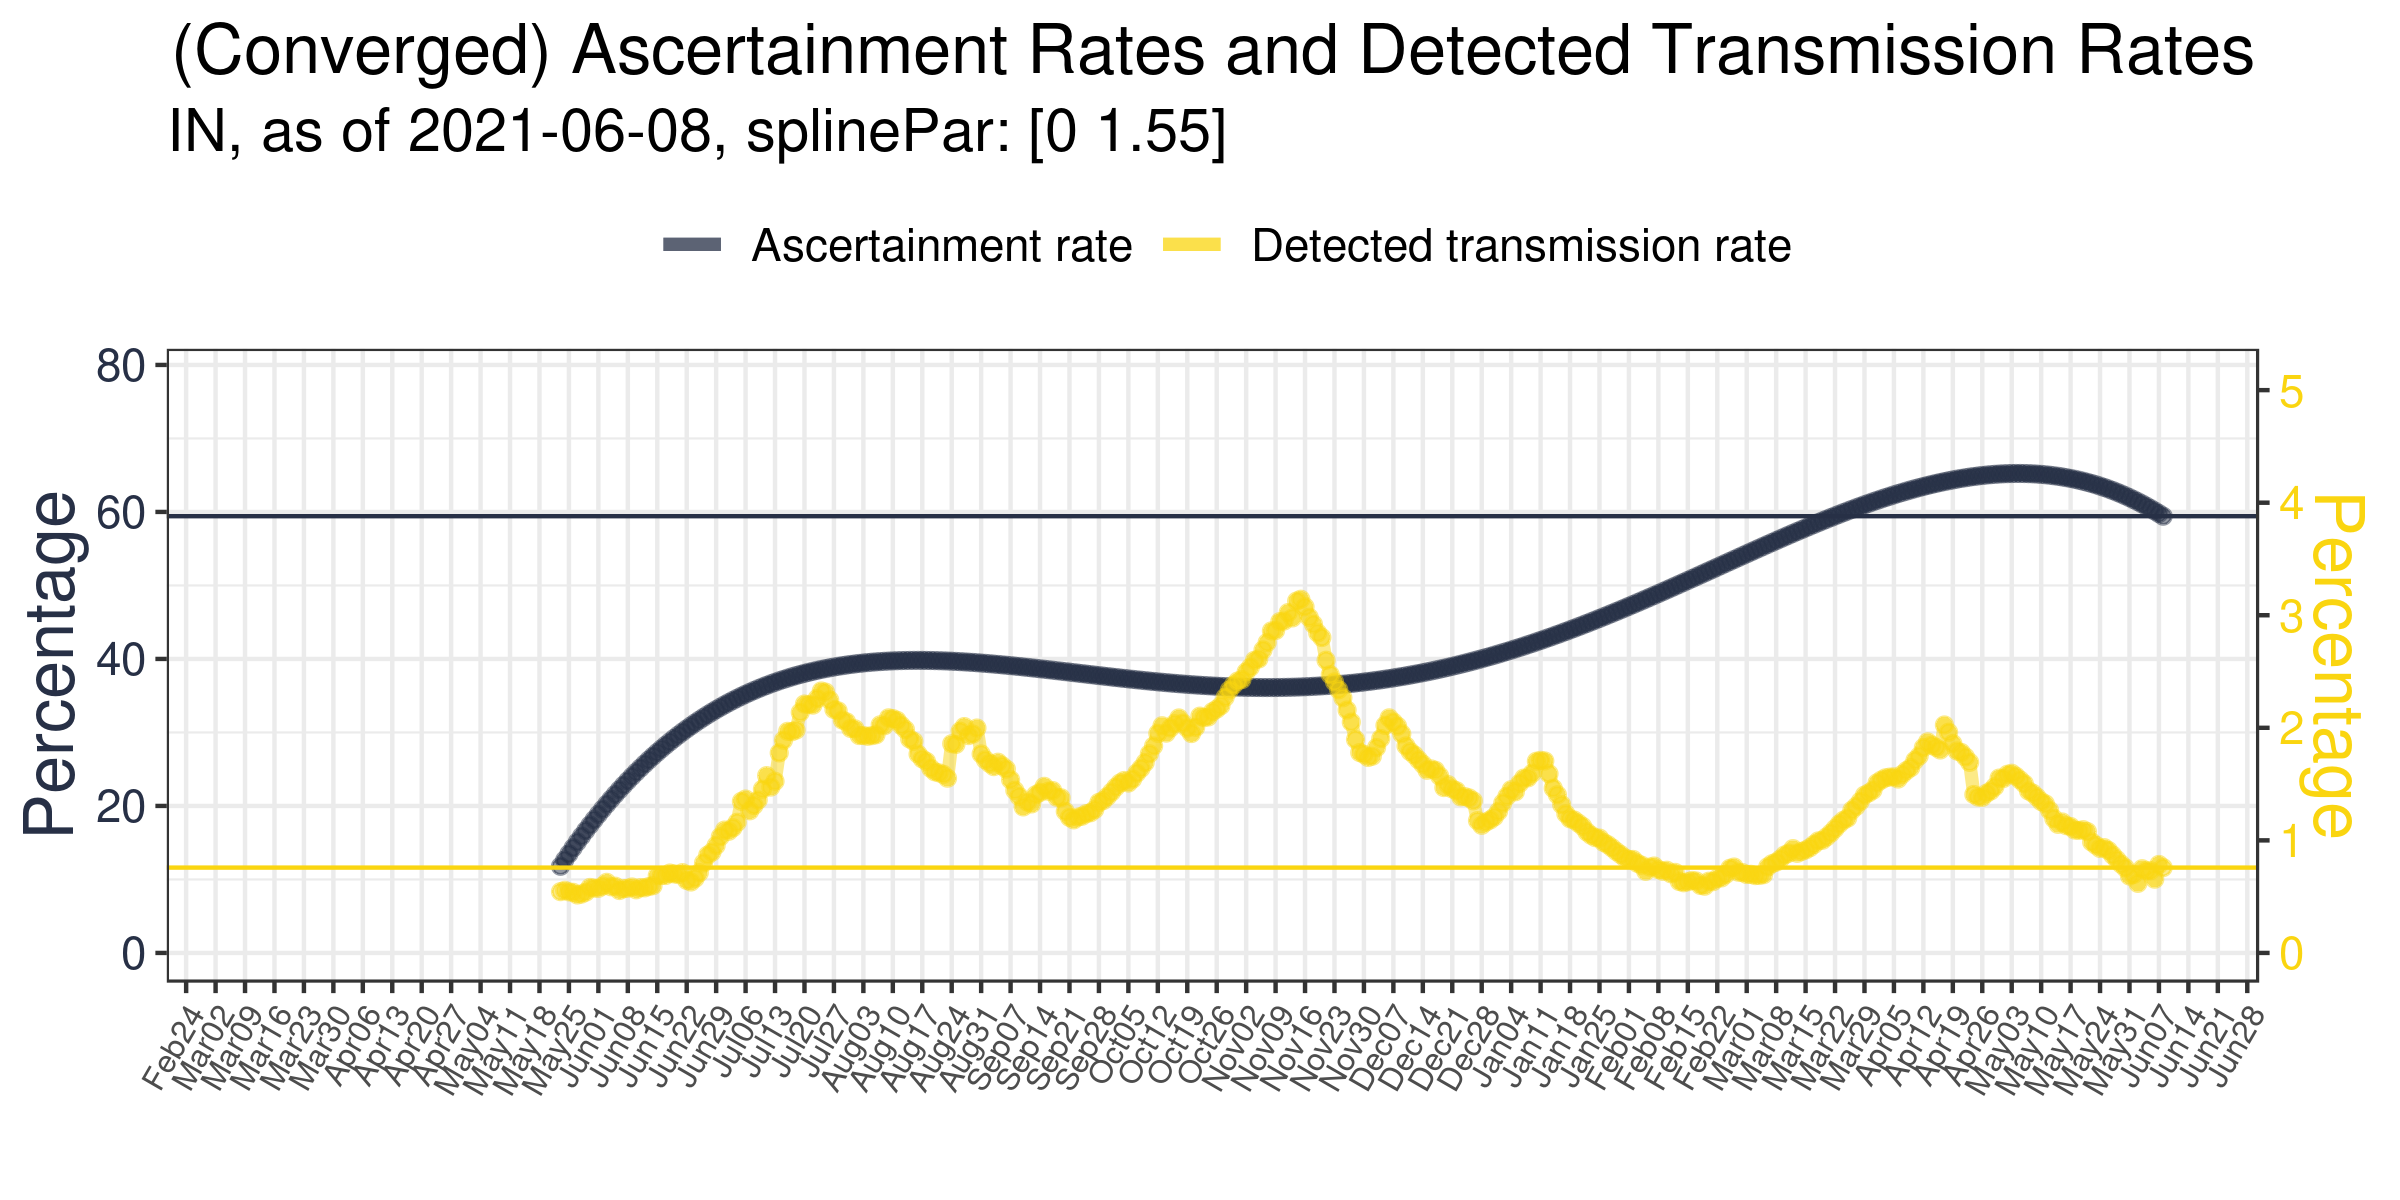 (Converged) Ascertainment Rates and Detected Transmission Rates
IN, as of 2021-06-08, splinePar: [0 1.55]
Ascertainment rate
Detected transmission rate
Percentage
80
60
40
20
0
5
4
3
2
1
0
Percentage
Feb24
Mar02
Mar09
Mar16
Mar23
Mar30
Apr06
Apr13
Apr20
Apr27
May04
May11
May18
May25
Jun01
Jun08
Jun15
Jun22
Jun29
Jul06
Jul13
Jul20
Jul27
Aug03
Aug10
Aug17
Aug24
Aug31
Sep07
Sep14
Sep21
Sep28
Oct05
Oct12
Oct19
Oct26
Nov02
Nov09
Nov16
Nov23
Nov30
Dec07
Dec14
Dec21
Dec28
Jan04
Jan11
Jan18
Jan25
Feb01
Feb08
Feb15
Feb22
Mar01
Mar08
Mar15
Mar22
Mar29
Apr05
Apr12
Apr19
Apr26
May03
May10
May17
May24
May31
Jun07
Jun14
Jun21
Jun28